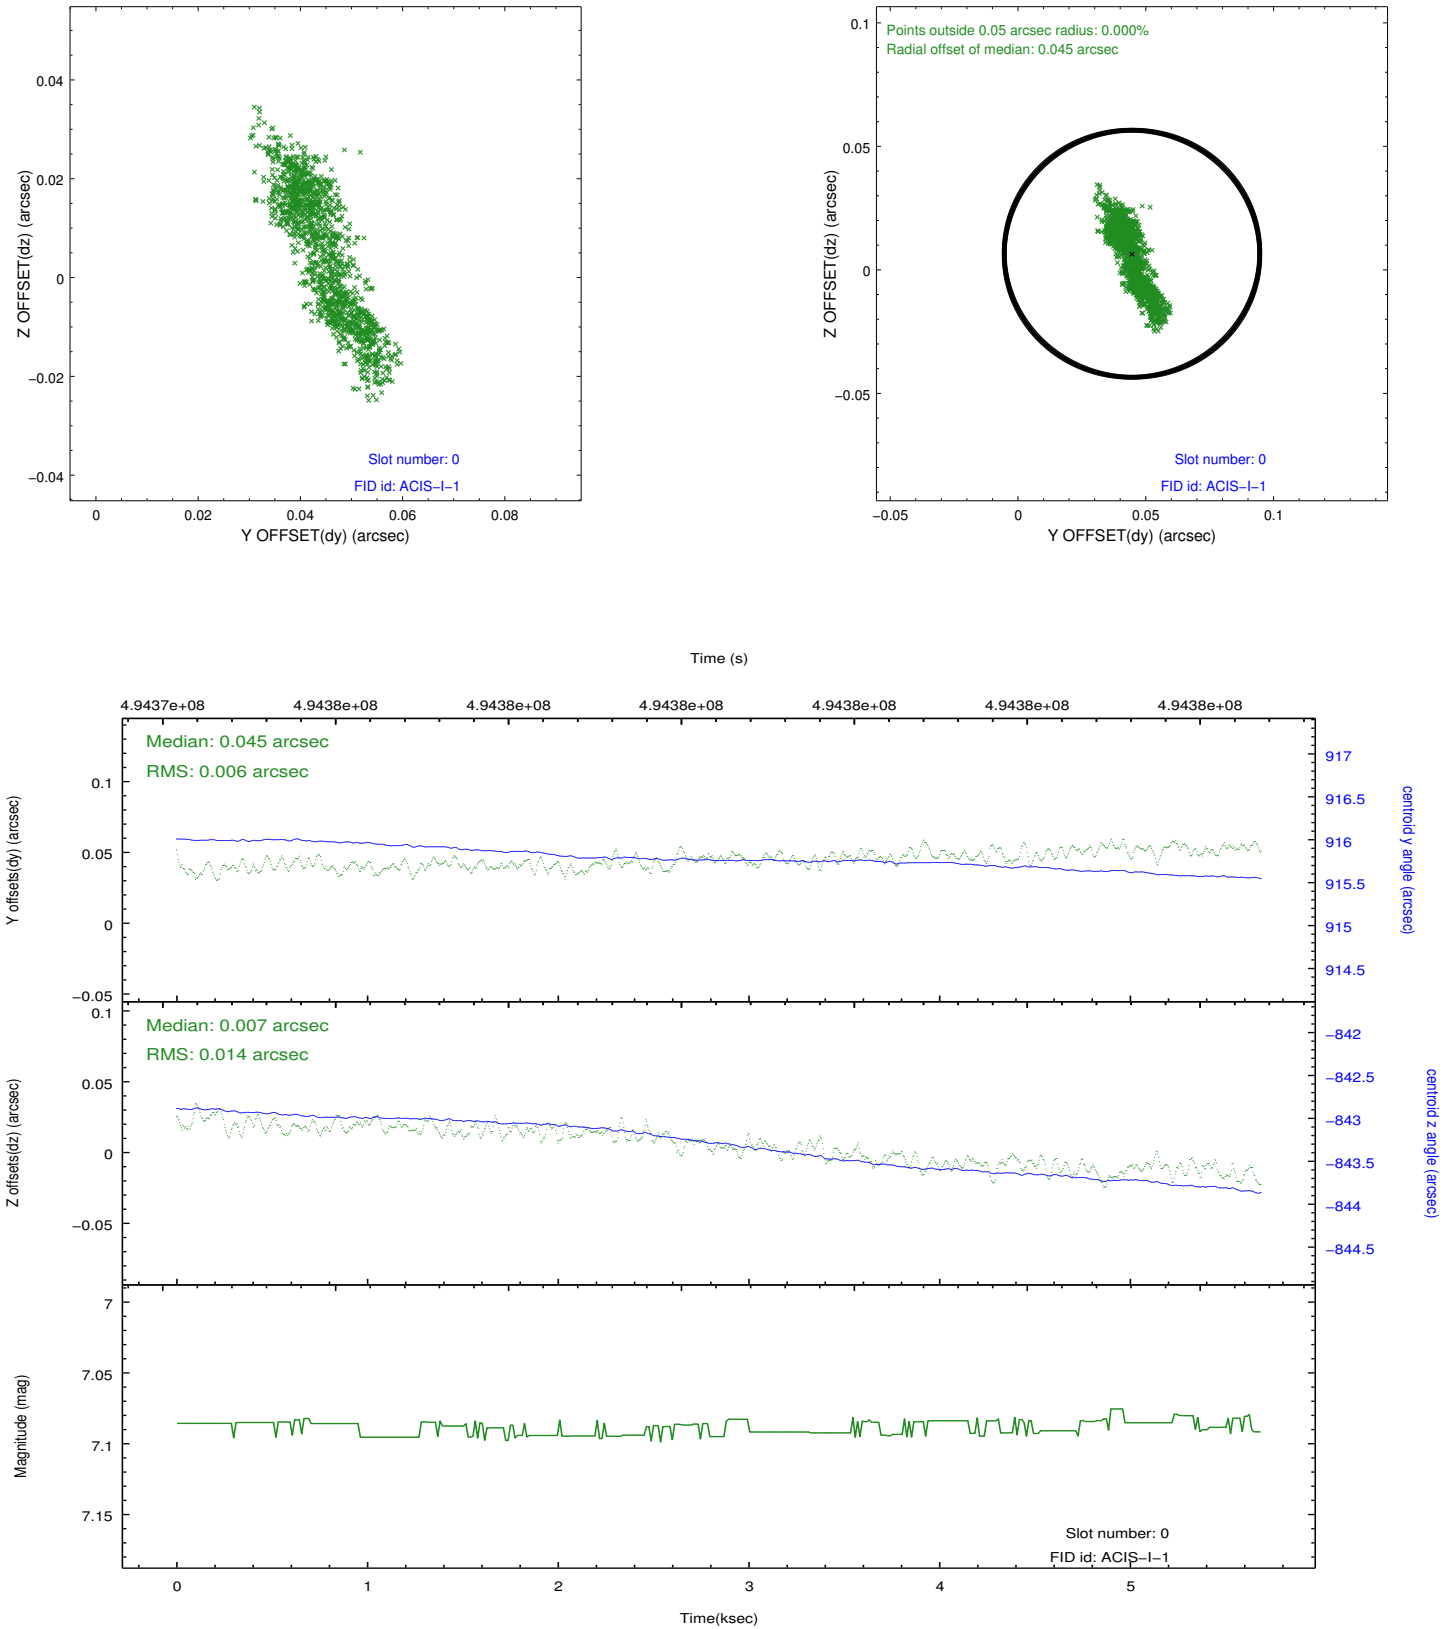 0.04
0.02
0
−0.02
−0.04
Z OFFSET(dz) (arcsec)
Slot number: 0
FID id: ACIS−I−1
0
0.02
0.04
0.06
0.08
Y OFFSET(dy) (arcsec)
Points outside 0.05 arcsec radius: 0.000%
Radial offset of median: 0.045 arcsec
0.1
0.05
0
−0.05
Z OFFSET(dz) (arcsec)
Slot number: 0
FID id: ACIS−I−1
−0.05
0
0.05
0.1
Y OFFSET(dy) (arcsec)
Time (s)
4.9437e+08
4.9438e+08
4.9438e+08
4.9438e+08
4.9438e+08
4.9438e+08
4.9438e+08
Median: 0.045 arcsec
RMS: 0.006 arcsec
0.1
0.05
0
−0.05
Y offsets(dy) (arcsec)
917
916.5
916
915.5
915
914.5
centroid y angle (arcsec)
Median: 0.007 arcsec
RMS: 0.014 arcsec
0.1
0.05
0
−0.05
Z offsets(dz) (arcsec)
−842
−842.5
−843
−843.5
−844
−844.5
centroid z angle (arcsec)
7
7.05
7.1
7.15
Magnitude (mag)
Slot number: 0
FID id: ACIS−I−1
0
1
2
3
4
5
Time(ksec)